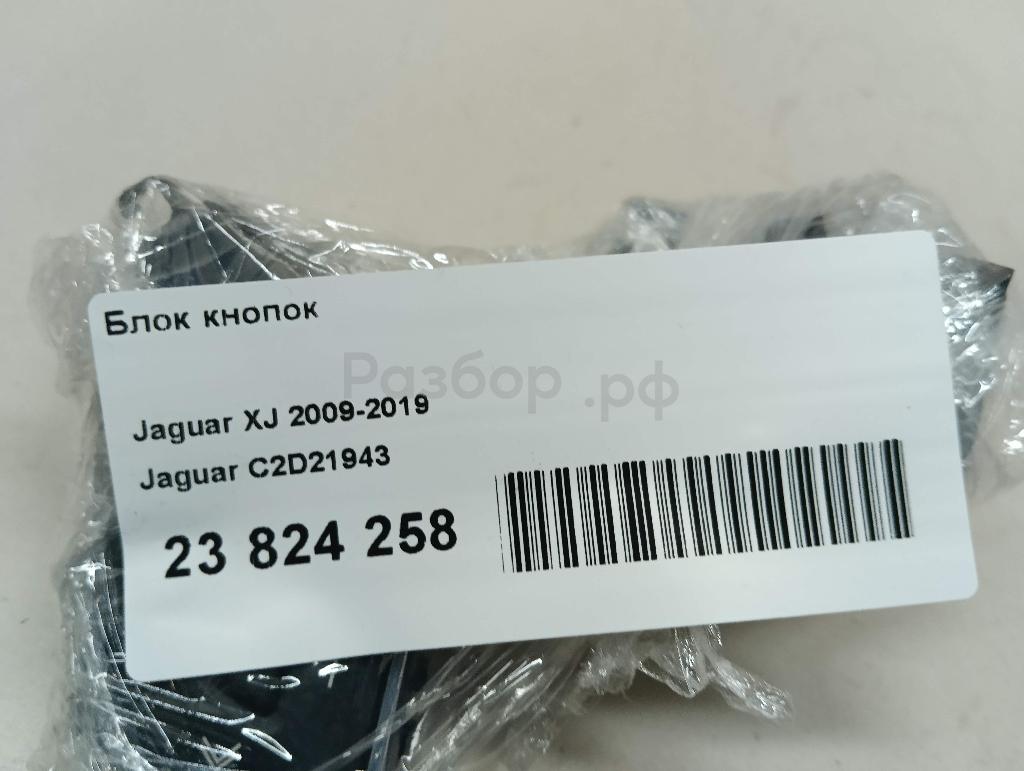 Блок кнопок
Разбор.рф
Jaguar XJ 2009-2019
Jaguar C2D21943
23 824 258